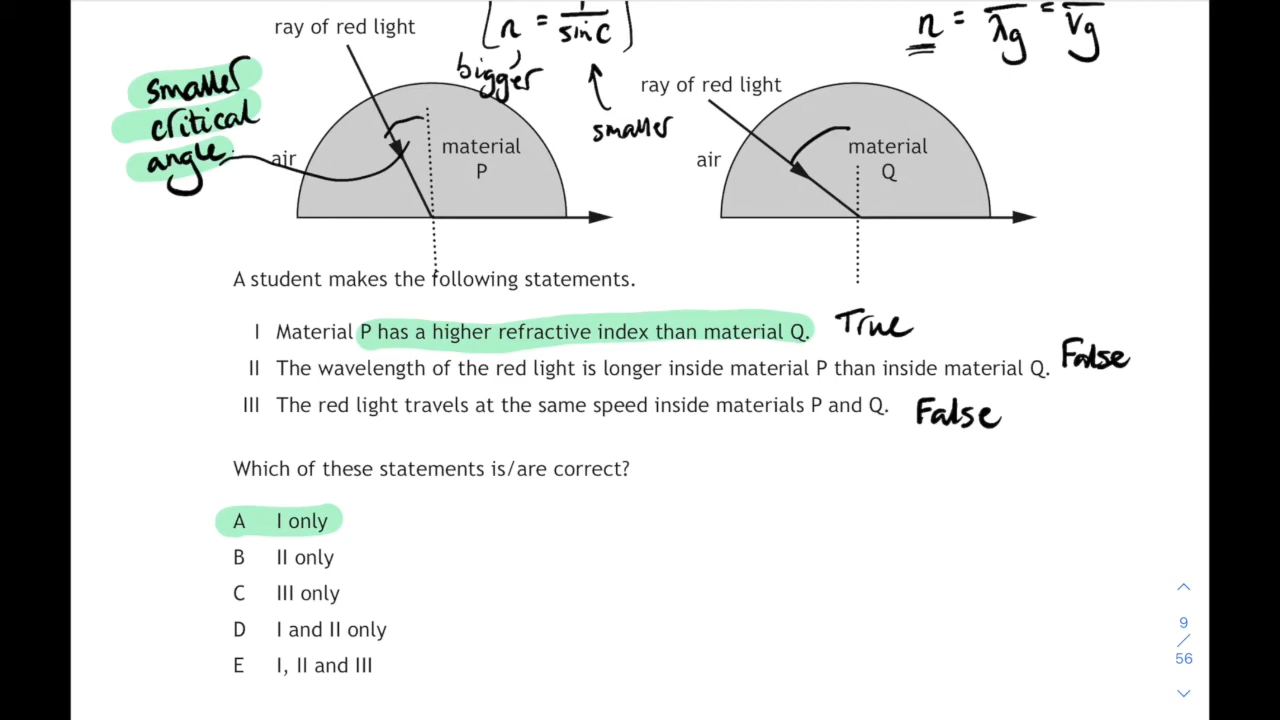 ray of red light
[n = 1/sin C]
n = /λg = /vg
bigger
smaller
smaller
critical
angle
air
material
P
ray of red light
air
material
Q
A student makes the following statements.
I Material P has a higher refractive index than material Q. True
II The wavelength of the red light is longer inside material P than inside material Q. False
III The red light travels at the same speed inside materials P and Q. False
Which of these statements is/are correct?
A I only
B II only
C III only
D I and II only
E I, II and III
9
/
56